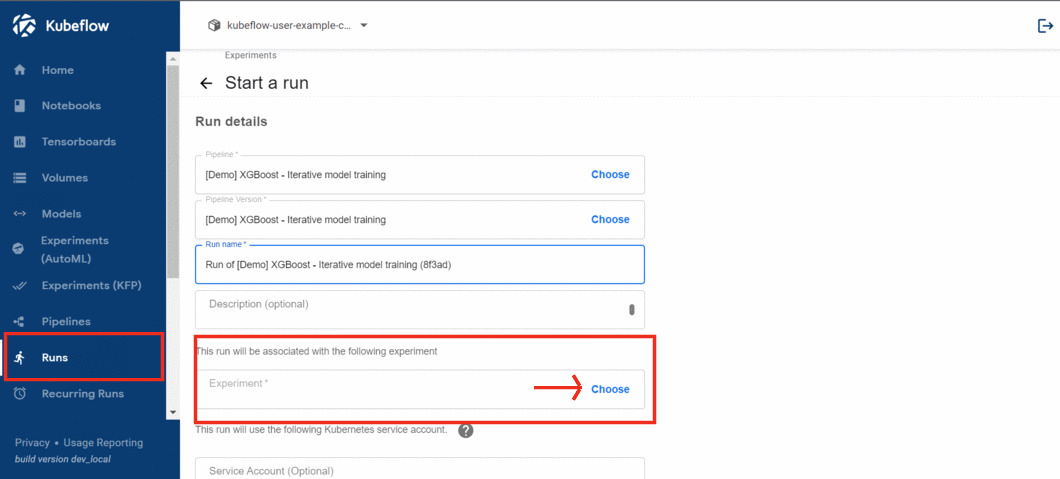 Kubeflow
kubeflow-user-example-c...
Home
Notebooks
Tensorboards
Volumes
Models
Experiments
(AutoML)
Experiments (KFP)
Pipelines
Runs
Recurring Runs
Privacy • Usage Reporting
build version dev_local
Experiments
Start a run
Run details
Pipeline *
[Demo] XGBoost - Iterative model training
Choose
Pipeline Version *
[Demo] XGBoost - Iterative model training
Choose
Run name *
Run of [Demo] XGBoost - Iterative model training (8f3ad)
Description (optional)
This run will be associated with the following experiment
Experiment *
Choose
This run will use the following Kubernetes service account. ?
Service Account (Optional)